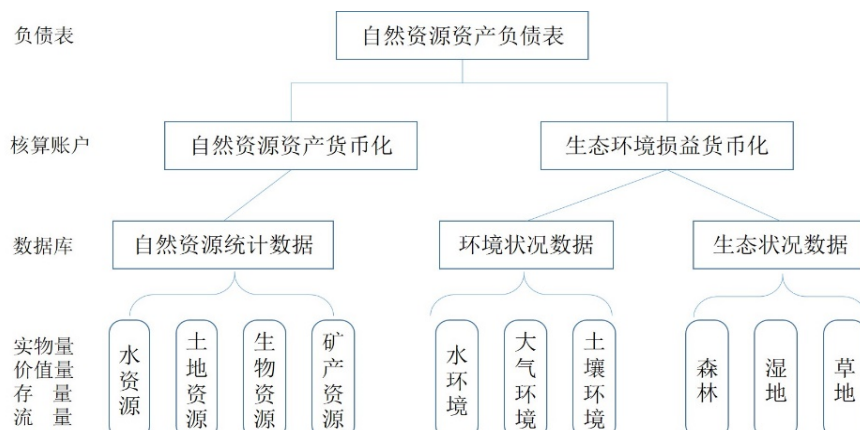 负债表
自然资源资产负债表
核算账户
自然资源资产货币化
生态环境损益货币化
数据库
自然资源统计数据
环境状况数据
生态状况数据
实物量
价值量
存 量
流 量
水资源
土地资源
生物资源
矿产资源
水环境
大气环境
土壤环境
森林
湿地
草地